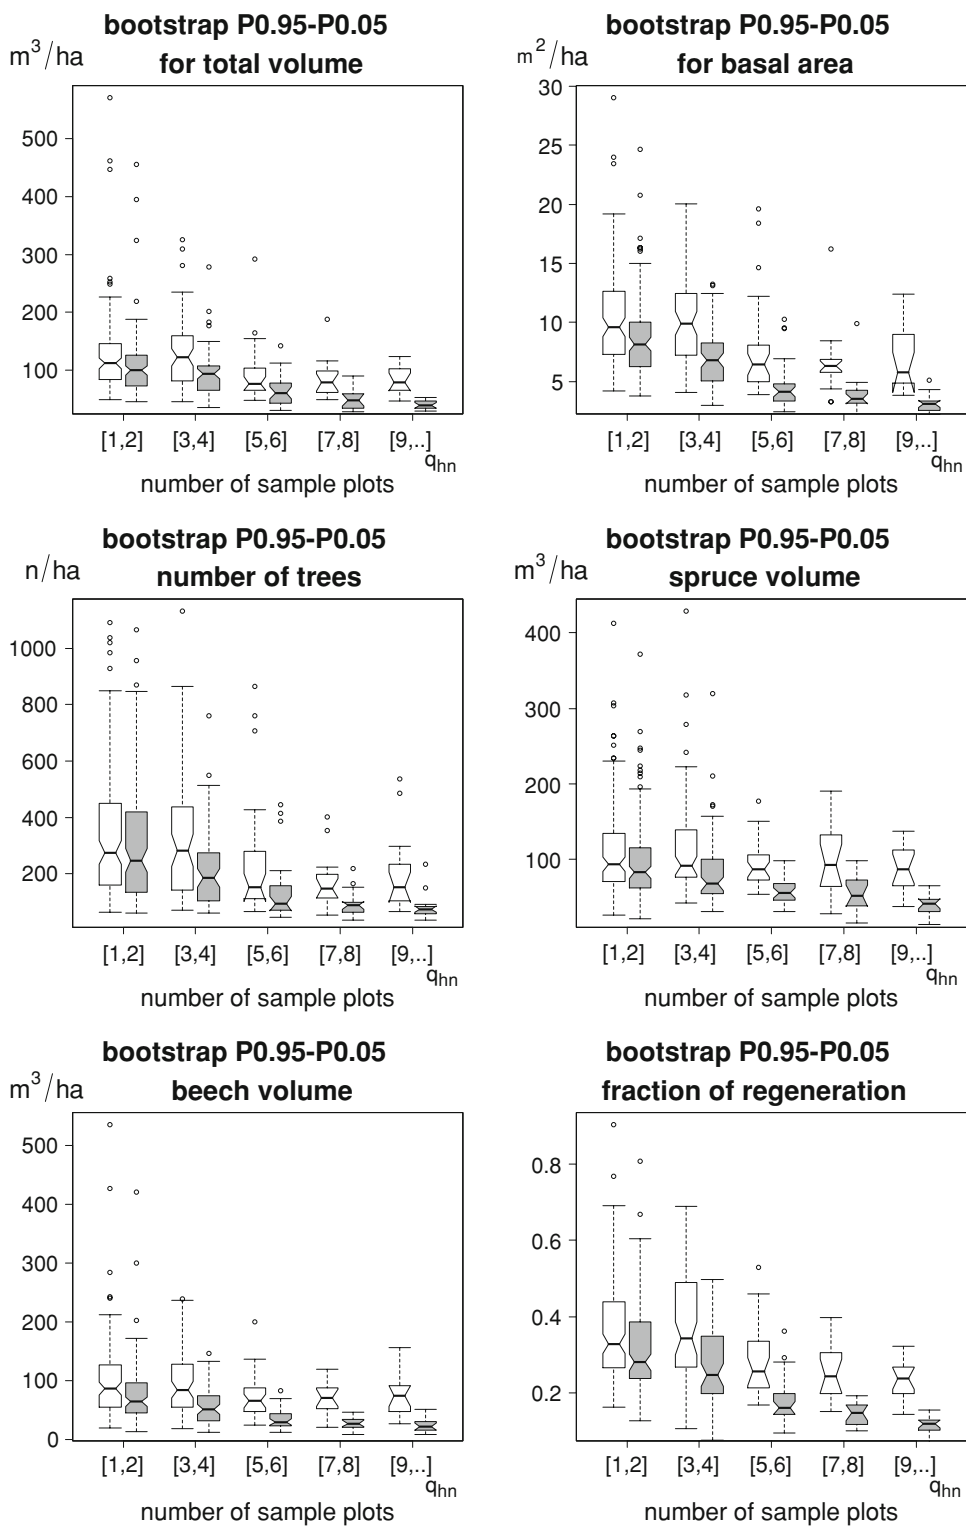 bootstrap P0.95-P0.05
for total volume
m³/ha
500
400
300
200
100
[1,2] [3,4] [5,6] [7,8] [9,..]
q_hn
number of sample plots
bootstrap P0.95-P0.05
for basal area
m²/ha
30
25
20
15
10
5
[1,2] [3,4] [5,6] [7,8] [9,..]
q_hn
number of sample plots
bootstrap P0.95-P0.05
number of trees
n/ha
1000
800
600
400
200
[1,2] [3,4] [5,6] [7,8] [9,..]
q_hn
number of sample plots
bootstrap P0.95-P0.05
spruce volume
m³/ha
400
300
200
100
[1,2] [3,4] [5,6] [7,8] [9,..]
q_hn
number of sample plots
bootstrap P0.95-P0.05
beech volume
m³/ha
500
400
300
200
100
0
[1,2] [3,4] [5,6] [7,8] [9,..]
q_hn
number of sample plots
bootstrap P0.95-P0.05
fraction of regeneration
0.8
0.6
0.4
0.2
[1,2] [3,4] [5,6] [7,8] [9,..]
q_hn
number of sample plots